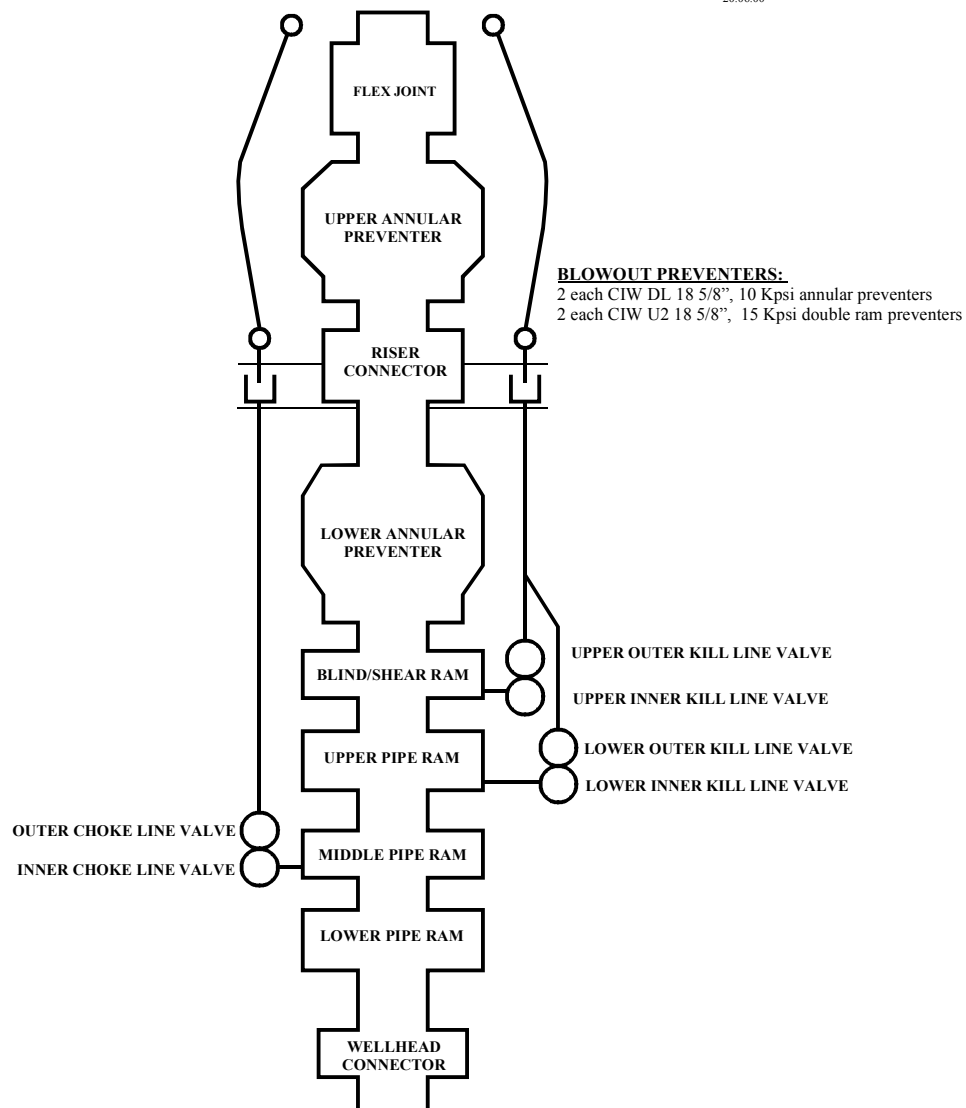 20.06.00
FLEX JOINT
UPPER ANNULAR
PREVENTER
BLOWOUT PREVENTERS:
2 each CIW DL 18 5/8”, 10 Kpsi annular preventers
2 each CIW U2 18 5/8”, 15 Kpsi double ram preventers
RISER
CONNECTOR
LOWER ANNULAR
PREVENTER
BLIND/SHEAR RAM
UPPER OUTER KILL LINE VALVE
UPPER INNER KILL LINE VALVE
UPPER PIPE RAM
LOWER OUTER KILL LINE VALVE
LOWER INNER KILL LINE VALVE
OUTER CHOKE LINE VALVE
INNER CHOKE LINE VALVE
MIDDLE PIPE RAM
LOWER PIPE RAM
WELLHEAD
CONNECTOR